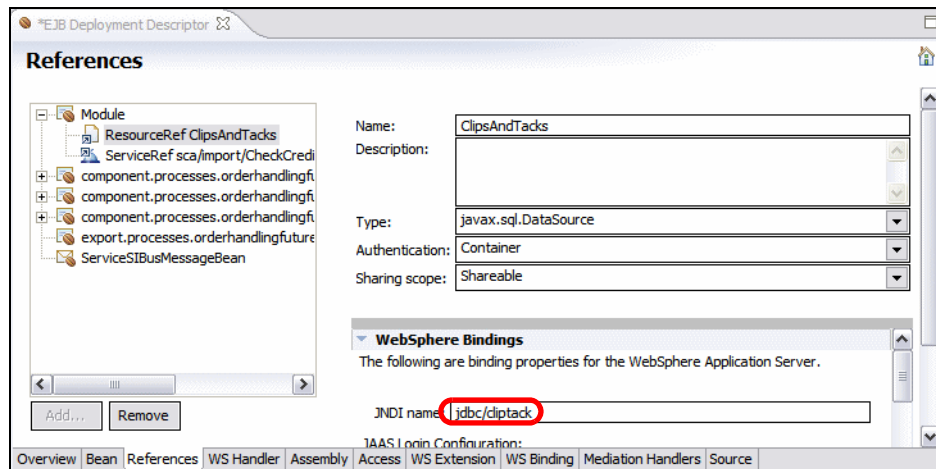 *EJB Deployment Descriptor
References
Module
ResourceRef ClipsAndTacks
ServiceRef sca/import/CheckCredi
component.processes.orderhandlingfu
component.processes.orderhandlingfu
component.processes.orderhandlingfu
export.processes.orderhandlingfuture
ServiceSIBusMessageBean
Add... Remove
Name: ClipsAndTacks
Description:
Type: javax.sql.DataSource
Authentication: Container
Sharing scope: Shareable
WebSphere Bindings
The following are binding properties for the WebSphere Application Server.
JNDI name: jdbc/cliptack
JAAS Login Configuration:
Overview Bean References WS Handler Assembly Access WS Extension WS Binding Mediation Handlers Source